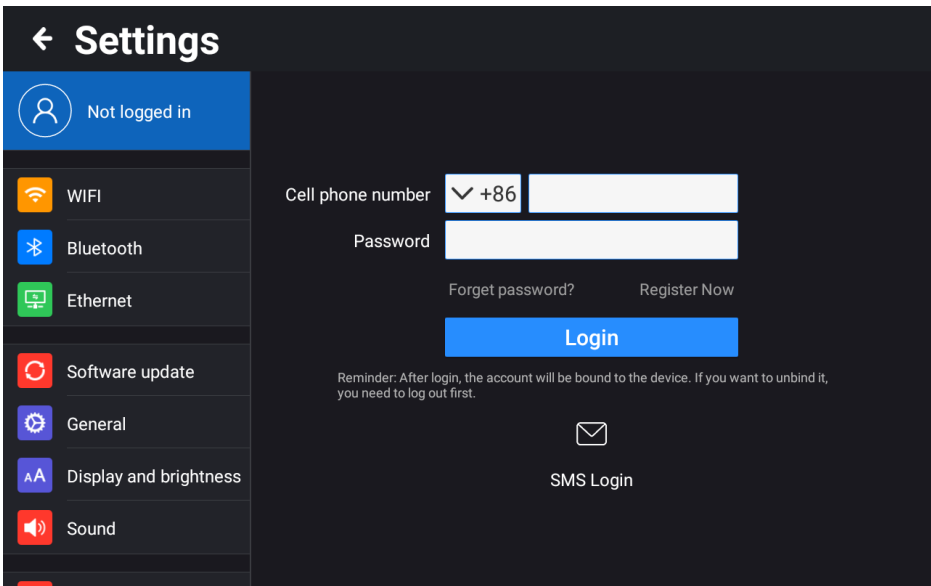 Settings
Not logged in
WIFI
Bluetooth
Ethernet
Software update
General
AA Display and brightness
Sound
Cell phone number +86
Password
Forget password? Register Now
Login
Reminder: After login, the account will be bound to the device. If you want to unbind it,
you need to log out first.
SMS Login